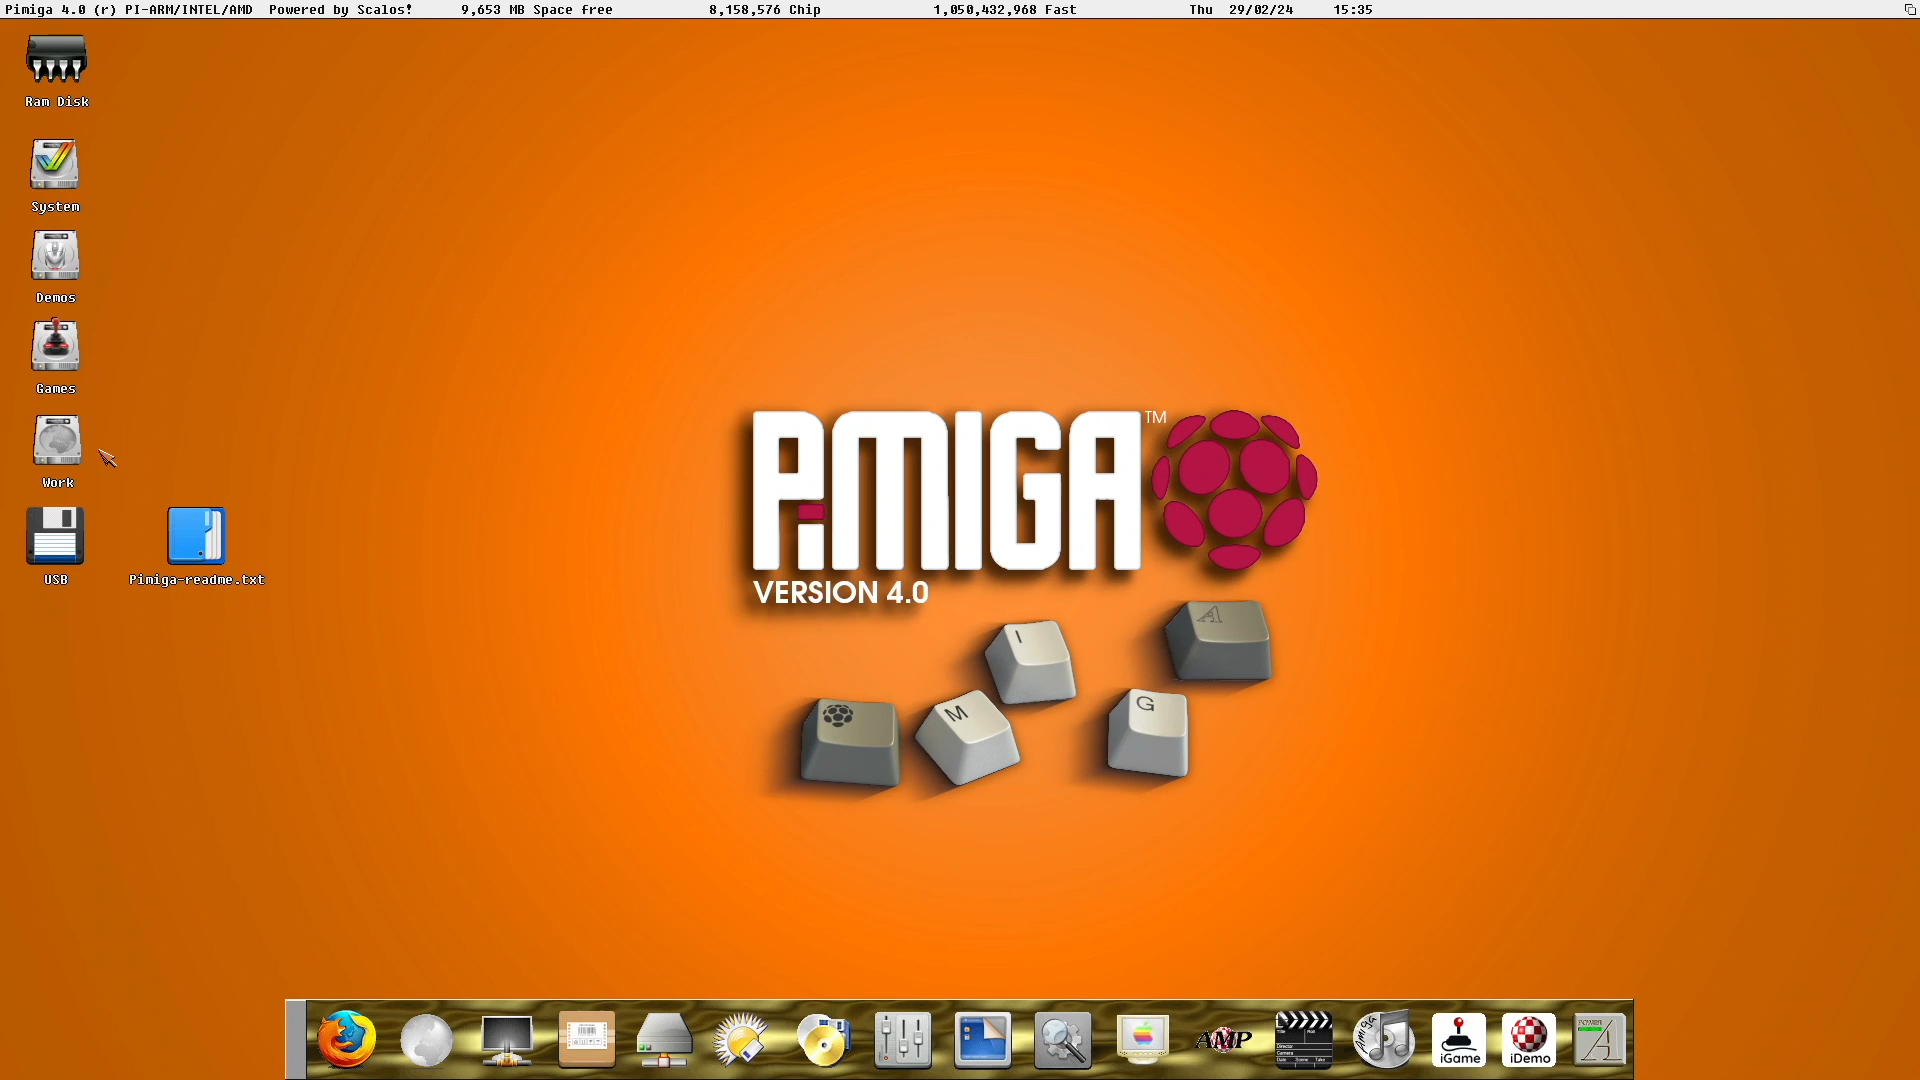 Pimiga 4.0 (r) PI-ARM/INTEL/AMD Powered by Scalos! 9,653 MB Space free 8,158,576 Chip 1,050,432,968 Fast Thu 29/02/24 15:35
Ram Disk
System
Demos
Games
Work
USB
Pimiga-readme.txt
PiMIGA TM
VERSION 4.0
I
A
M
G
AMP
AMIGA
iGame
iDemo
POWER